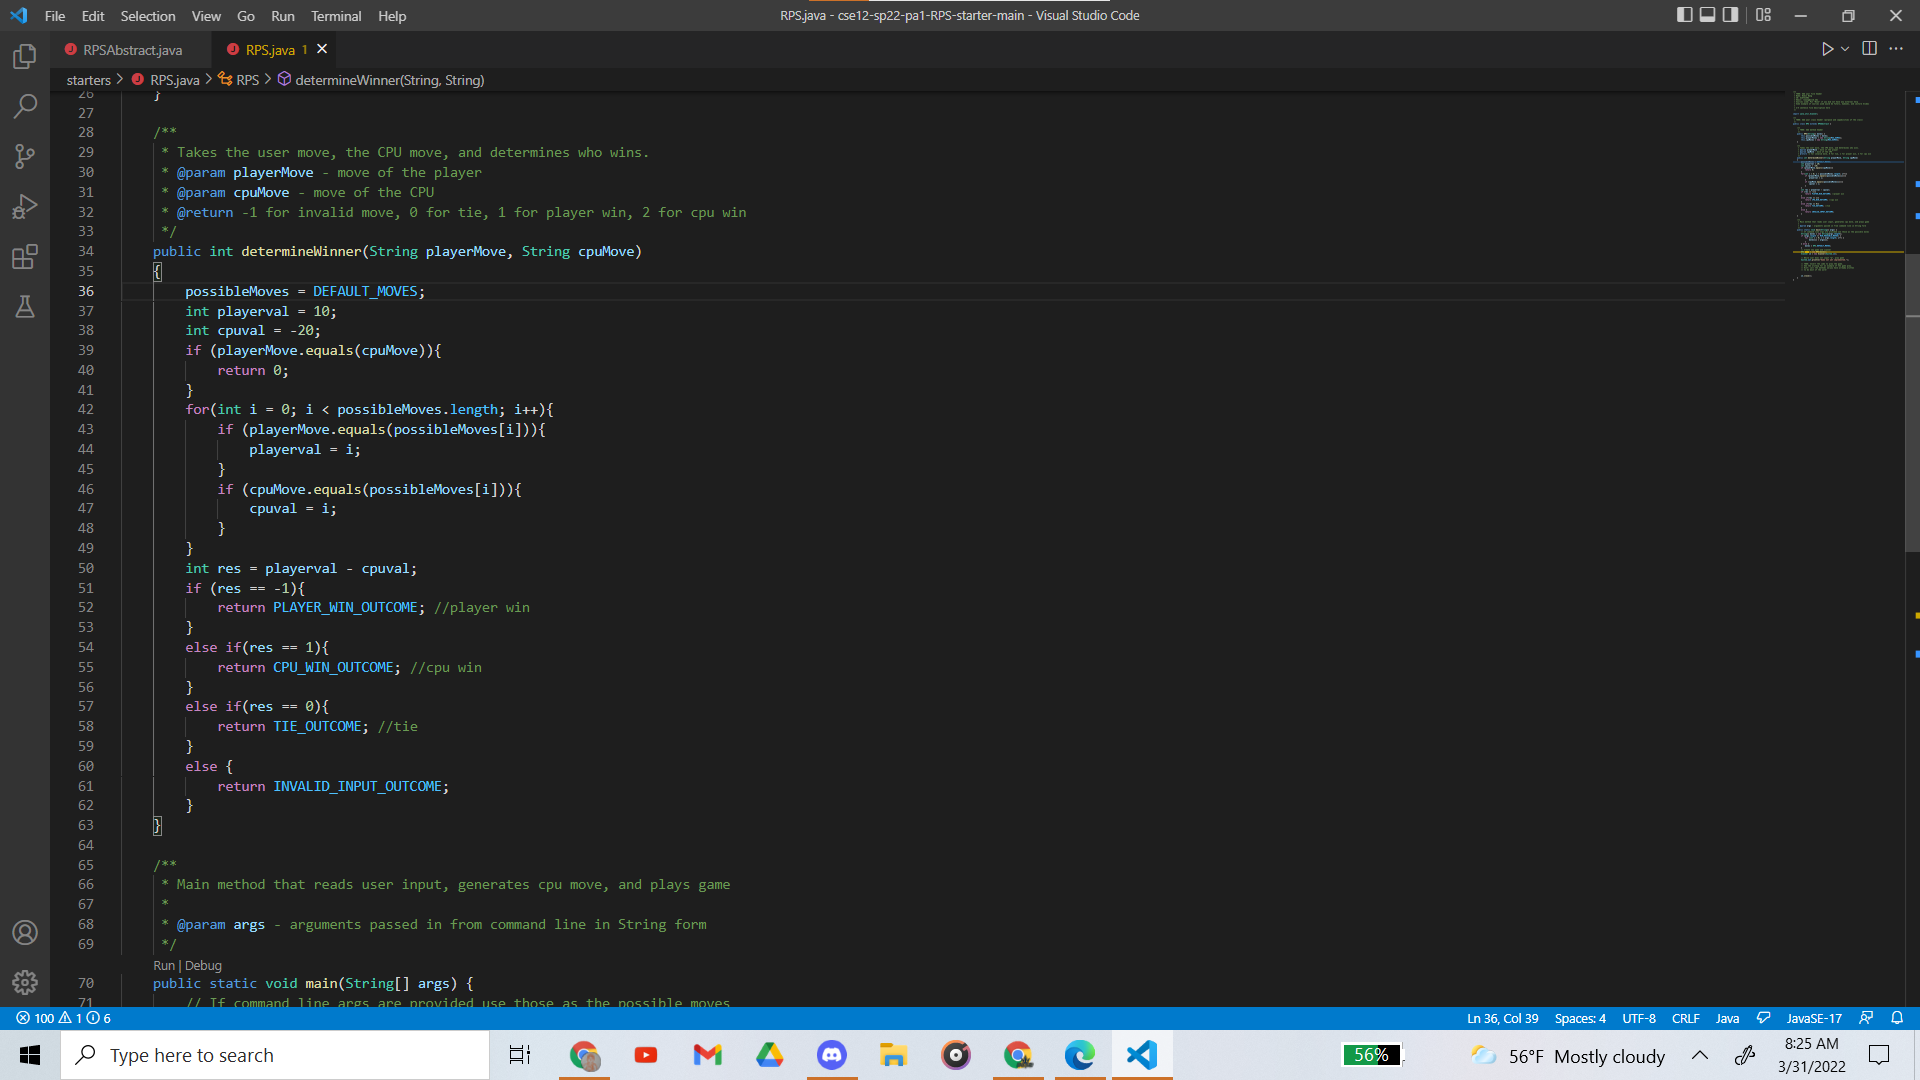 File Edit Selection View Go Run Terminal Help
RPS.java - cse12-sp22-pa1-RPS-starter-main - Visual Studio Code
RPSAbstract.java
RPS.java 1
starters > RPS.java > RPS > determineWinner(String, String)
26 }
27
28 /**
29 * Takes the user move, the CPU move, and determines who wins.
30 * @param playerMove - move of the player
31 * @param cpuMove - move of the CPU
32 * @return -1 for invalid move, 0 for tie, 1 for player win, 2 for cpu win
33 */
34 public int determineWinner(String playerMove, String cpuMove)
35 {
36 possibleMoves = DEFAULT_MOVES;
37 int playerval = 10;
38 int cpuval = -20;
39 if (playerMove.equals(cpuMove)){
40 return 0;
41 }
42 for(int i = 0; i < possibleMoves.length; i++){
43 if (playerMove.equals(possibleMoves[i])){
44 playerval = i;
45 }
46 if (cpuMove.equals(possibleMoves[i])){
47 cpuval = i;
48 }
49 }
50 int res = playerval - cpuval;
51 if (res == -1){
52 return PLAYER_WIN_OUTCOME; //player win
53 }
54 else if(res == 1){
55 return CPU_WIN_OUTCOME; //cpu win
56 }
57 else if(res == 0){
58 return TIE_OUTCOME; //tie
59 }
60 else {
61 return INVALID_INPUT_OUTCOME;
62 }
63 }
64
65 /**
66 * Main method that reads user input, generates cpu move, and plays game
67 *
68 * @param args - arguments passed in from command line in String form
69 */
Run | Debug
70 public static void main(String[] args) {
71 // If command line args are provided use those as the possible moves
100 1 6
Ln 36, Col 39 Spaces: 4 UTF-8 CRLF Java JavaSE-17
Type here to search
56%
56°F Mostly cloudy
8:25 AM
3/31/2022